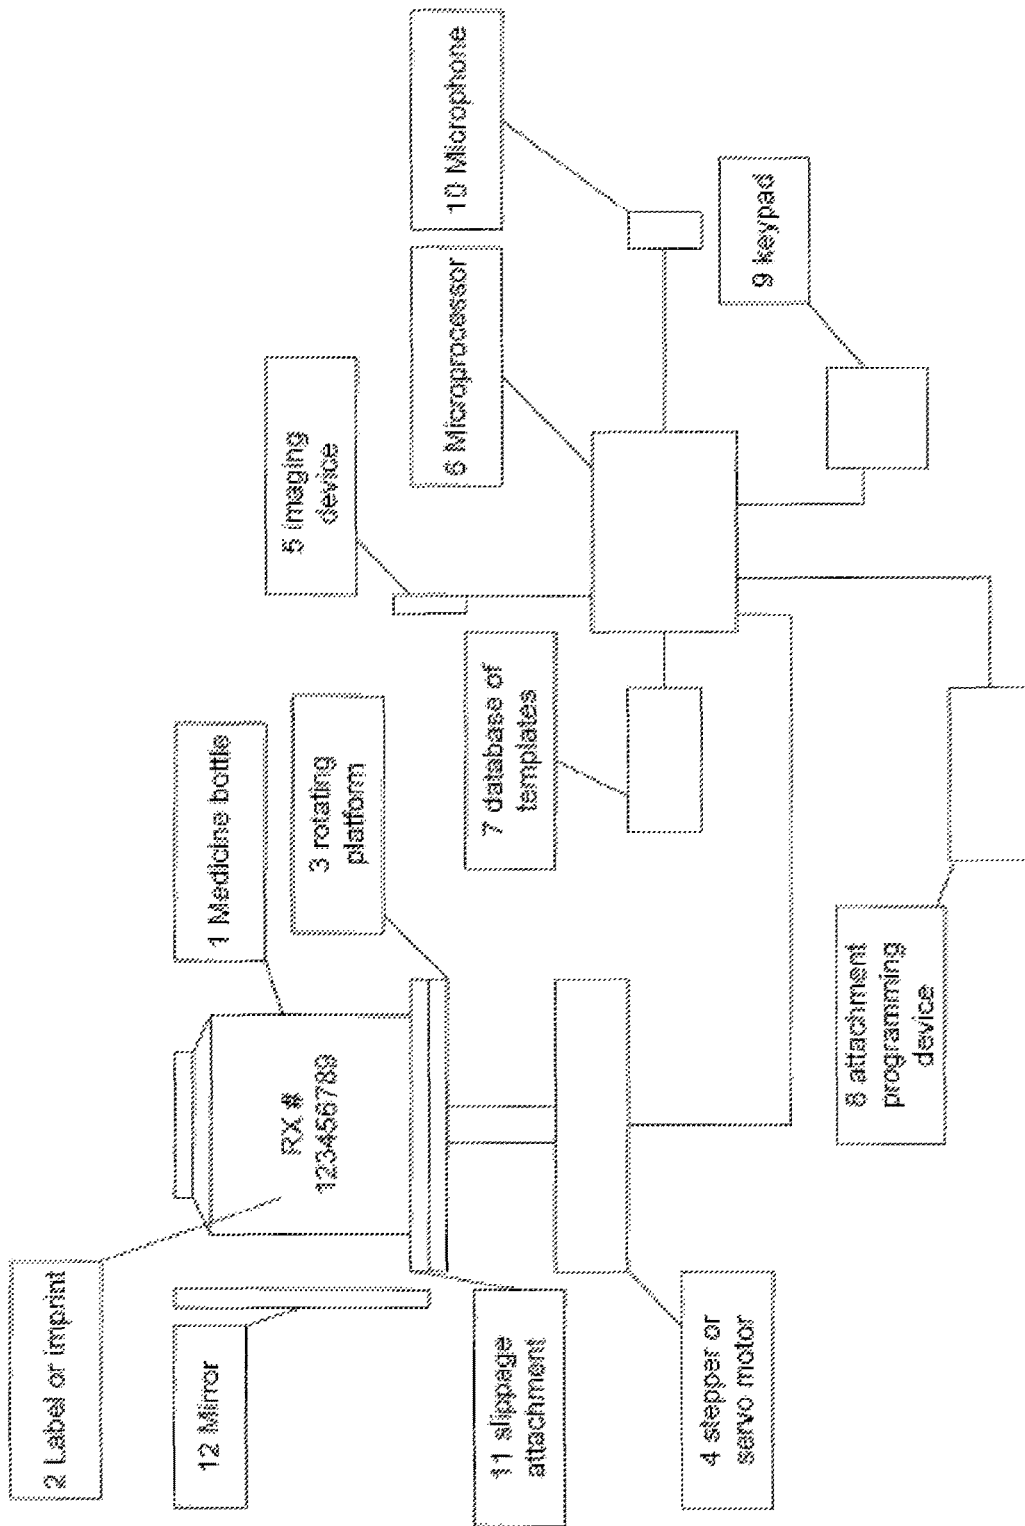 2 Label or imprint
12 Mirror
11 slippage
attachment
4 stepper or
servo motor
RX #
123456789
1 Medicine bottle
3 rotating
platform
8 attachment
programming
device
7 database of
templates
5 imaging
device
6 Microprocessor
10 Microphone
9 keypad